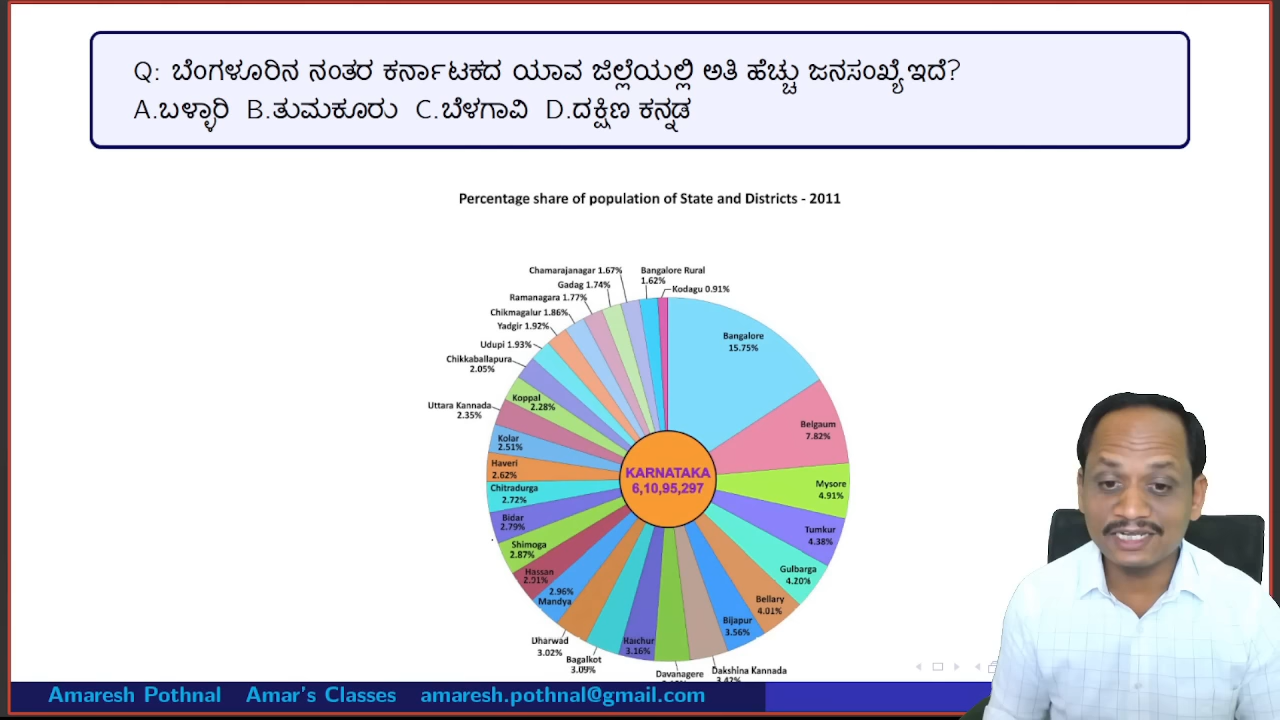 Q: ಬೆಂಗಳೂರಿನ ನಂತರ ಕರ್ನಾಟಕದ ಯಾವ ಜಿಲ್ಲೆಯಲ್ಲಿ ಅತಿ ಹೆಚ್ಚು ಜನಸಂಖ್ಯೆ ಇದೆ?
A.ಬಳ್ಳಾರಿ B.ತುಮಕೂರು C.ಬೆಳಗಾವಿ D.ದಕ್ಷಿಣ ಕನ್ನಡ
Percentage share of population of State and Districts - 2011
Chamarajanagar 1.67%
Bangalore Rural
1.62%
Gadag 1.74%
Kodagu 0.91%
Ramanagara 1.77%
Chikmagalur 1.86%
Yadgir 1.92%
Udupi 1.93%
Chikkaballapura
2.05%
Koppal
2.28%
Uttara Kannada
2.35%
Kolar
2.51%
Haveri
2.62%
Chitradurga
2.72%
Bidar
2.79%
Shimoga
2.87%
Hassan
2.91%
2.96%
Mandya
Dharwad
3.02%
Bagalkot
3.09%
Raichur
3.16%
Davanagere
Dakshina Kannada
3.42%
Bijapur
3.56%
Bellary
4.01%
Gulbarga
4.20%
Tumkur
4.38%
Mysore
4.91%
Belgaum
7.82%
Bangalore
15.75%
KARNATAKA
6,10,95,297
Amaresh Pothnal Amar's Classes amaresh.pothnal@gmail.com